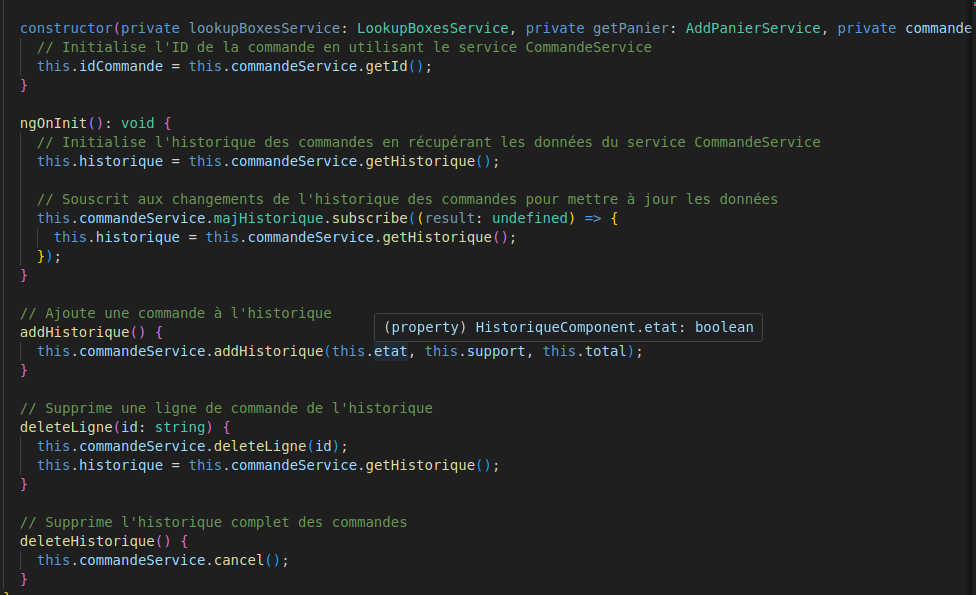 constructor(private lookupBoxesService: LookupBoxesService, private getPanier: AddPanierService, private commande
// Initialise l'ID de la commande en utilisant le service CommandeService
this.idCommande = this.commandeService.getId();
}
ngOnInit(): void {
// Initialise l'historique des commandes en récupérant les données du service CommandeService
this.historique = this.commandeService.getHistorique();
// Souscrit aux changements de l'historique des commandes pour mettre à jour les données
this.commandeService.majHistorique.subscribe((result: undefined) => {
this.historique = this.commandeService.getHistorique();
});
}
// Ajoute une commande à l'historique
(property) HistoriqueComponent.etat: boolean
addHistorique() {
this.commandeService.addHistorique(this.etat, this.support, this.total);
}
// Supprime une ligne de commande de l'historique
deleteLigne(id: string) {
this.commandeService.deleteLigne(id);
this.historique = this.commandeService.getHistorique();
}
// Supprime l'historique complet des commandes
deleteHistorique() {
this.commandeService.cancel();
}